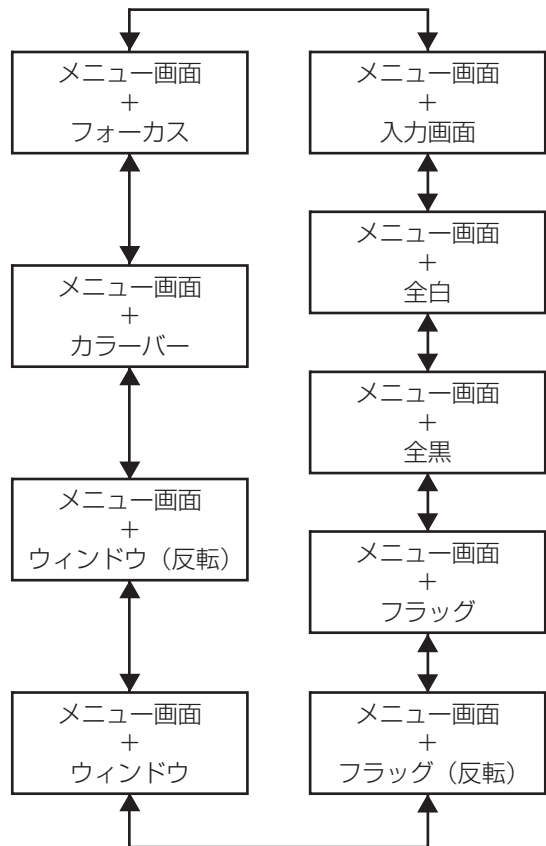 メニュー画面
+
フォーカス
メニュー画面
+
カラーバー
メニュー画面
+
ウィンドウ（反転）
メニュー画面
+
ウィンドウ
メニュー画面
+
入力画面
メニュー画面
+
全白
メニュー画面
+
全黒
メニュー画面
+
フラッグ
メニュー画面
+
フラッグ（反転）